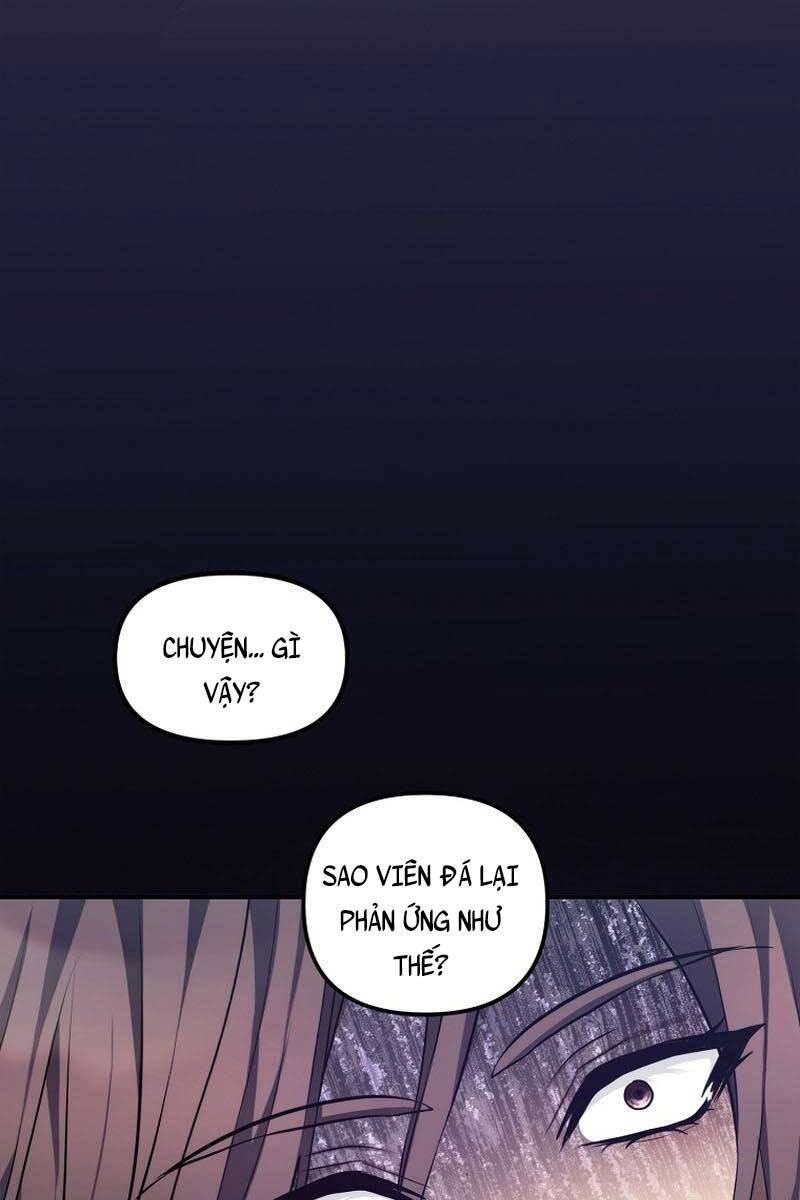 CHUYỆN... GÌ
VẬY?
SAO VIÊN ĐÁ LẠI
PHẢN ỨNG NHƯ
THẾ?